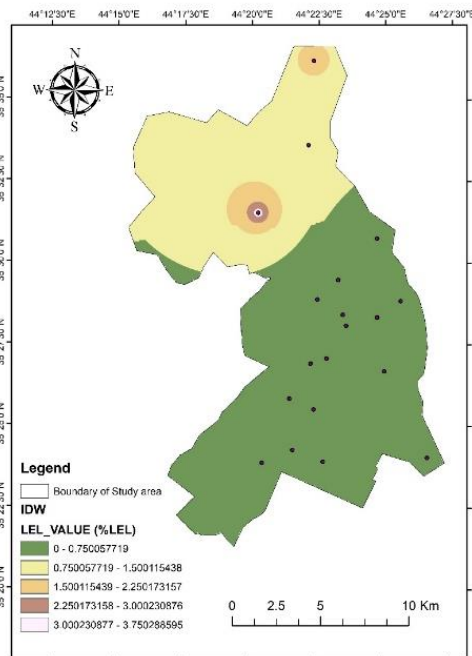 44°12'30"E 44°15'0"E 44°17'30"E 44°20'0"E 44°22'30"E 44°25'0"E 44°27'30"E
N
W E
S
Legend
Boundary of Study area
IDW
LEL_VALUE (%LEL)
0 - 0.750057719
0.750057719 - 1.500115438
1.500115439 - 2.250173157
2.250173158 - 3.000230876
3.000230877 - 3.750288595
0 2.5 5 10 Km